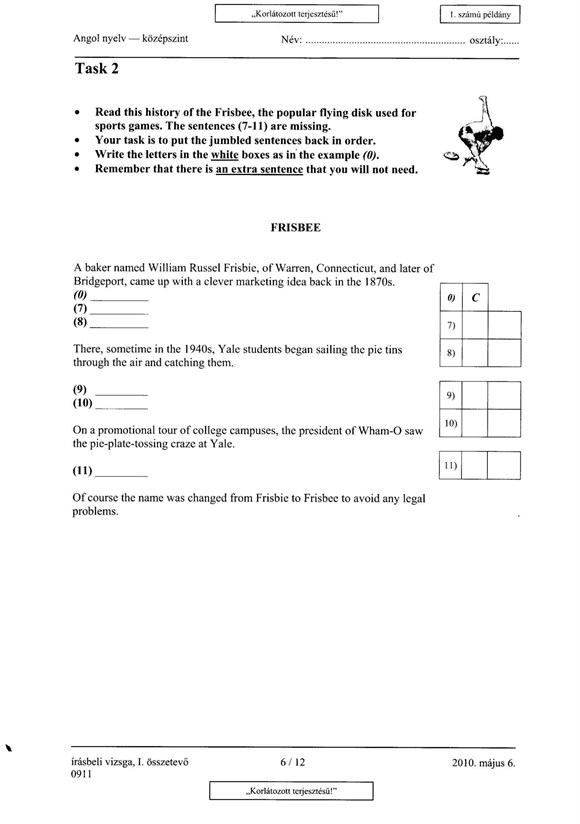 „Korlátozott terjesztésű!”
1. számú példány
Angol nyelv — középszint
Név: .......................................................... osztály:......
Task 2
• Read this history of the Frisbee, the popular flying disk used for
sports games. The sentences (7-11) are missing.
• Your task is to put the jumbled sentences back in order.
• Write the letters in the white boxes as in the example (0).
• Remember that there is an extra sentence that you will not need.
FRISBEE
A baker named William Russel Frisbie, of Warren, Connecticut, and later of
Bridgeport, came up with a clever marketing idea back in the 1870s.
(0) _________
(7) _________
(8) _________
0) C
7)
8)
There, sometime in the 1940s, Yale students began sailing the pie tins
through the air and catching them.
(9) _________
(10) _________
9)
10)
On a promotional tour of college campuses, the president of Wham-O saw
the pie-plate-tossing craze at Yale.
(11) _________
11)
Of course the name was changed from Frisbie to Frisbee to avoid any legal
problems.
írásbeli vizsga, I. összetevő
6 / 12
2010. május 6.
0911
„Korlátozott terjesztésű!”